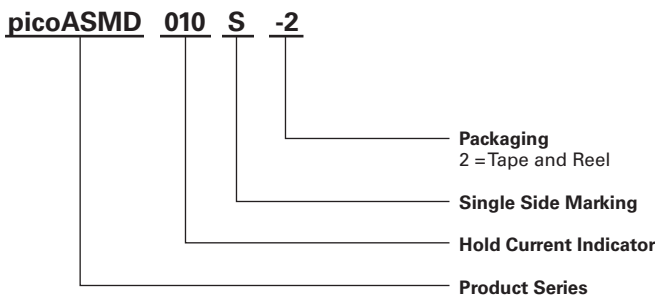 picoASMD 010 S -2
Packaging
2 = Tape and Reel
Single Side Marking
Hold Current Indicator
Product Series